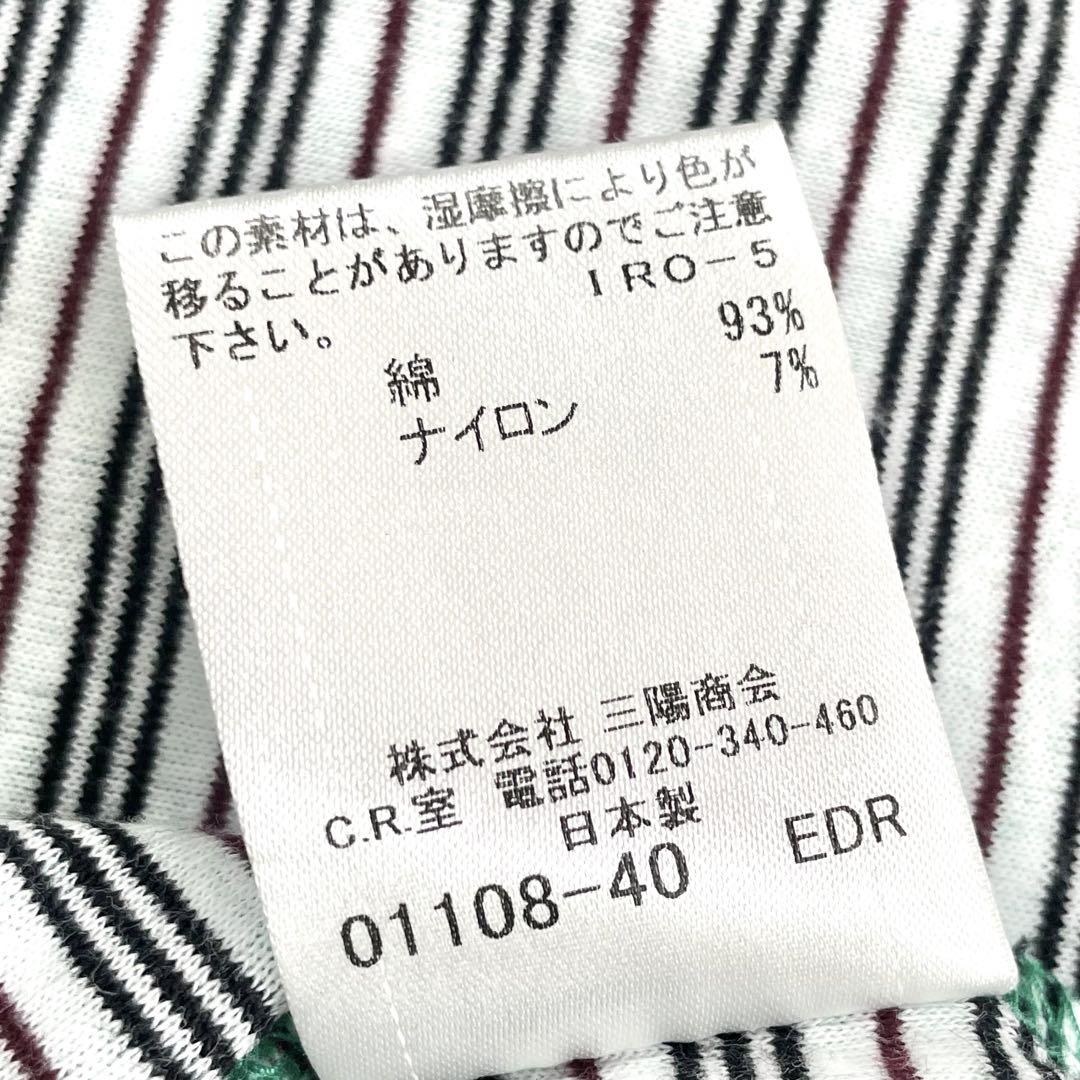 この素材は、湿摩擦により色が
移ることがありますのでご注意
下さい。 IRO-5
綿 93%
ナイロン 7%
株式会社 三陽商会
C.R.室 電話0120-340-460
日本製
01108-40 EDR